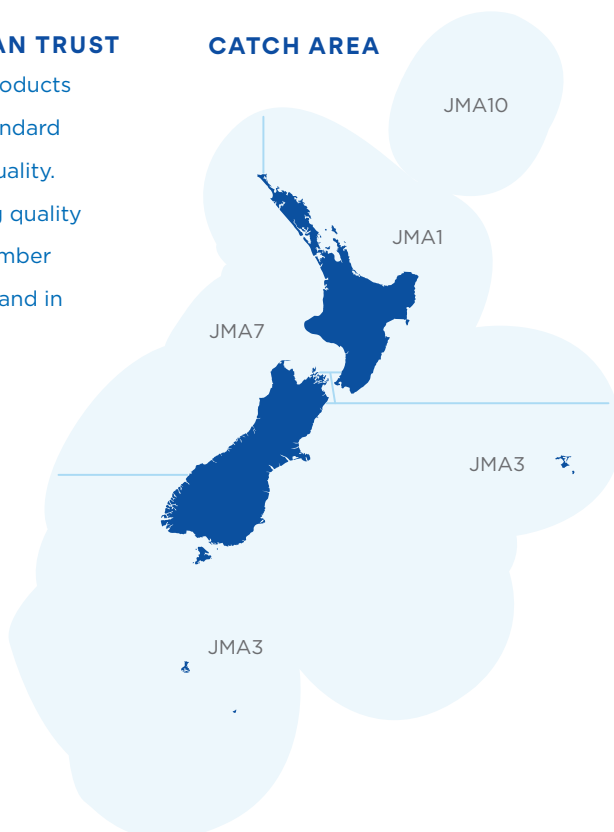 AN TRUST
oducts
ndard
uality.
g quality
mber
and in
CATCH AREA
JMA10
JMA1
JMA7
JMA3
JMA3